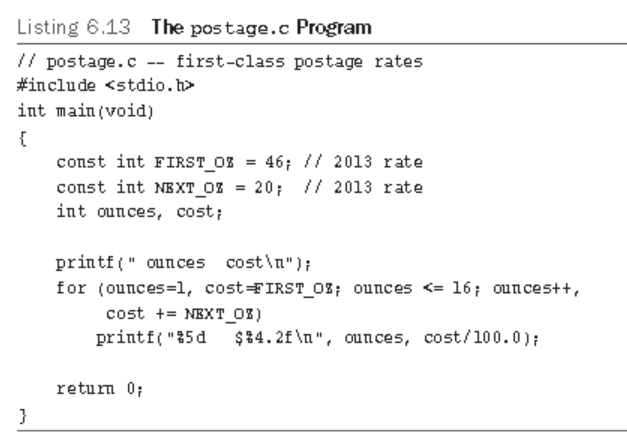 Listing 6.13 The postage.c Program
// postage.c -- first-class postage rates
#include <stdio.h>
int main(void)
{
    const int FIRST_OZ = 46; // 2013 rate
    const int NEXT_OZ = 20;  // 2013 rate
    int ounces, cost;

    printf(" ounces  cost\n");
    for (ounces=1, cost=FIRST_OZ; ounces <= 16; ounces++,
         cost += NEXT_OZ)
        printf("%5d   $%4.2f\n", ounces, cost/100.0);

    return 0;
}